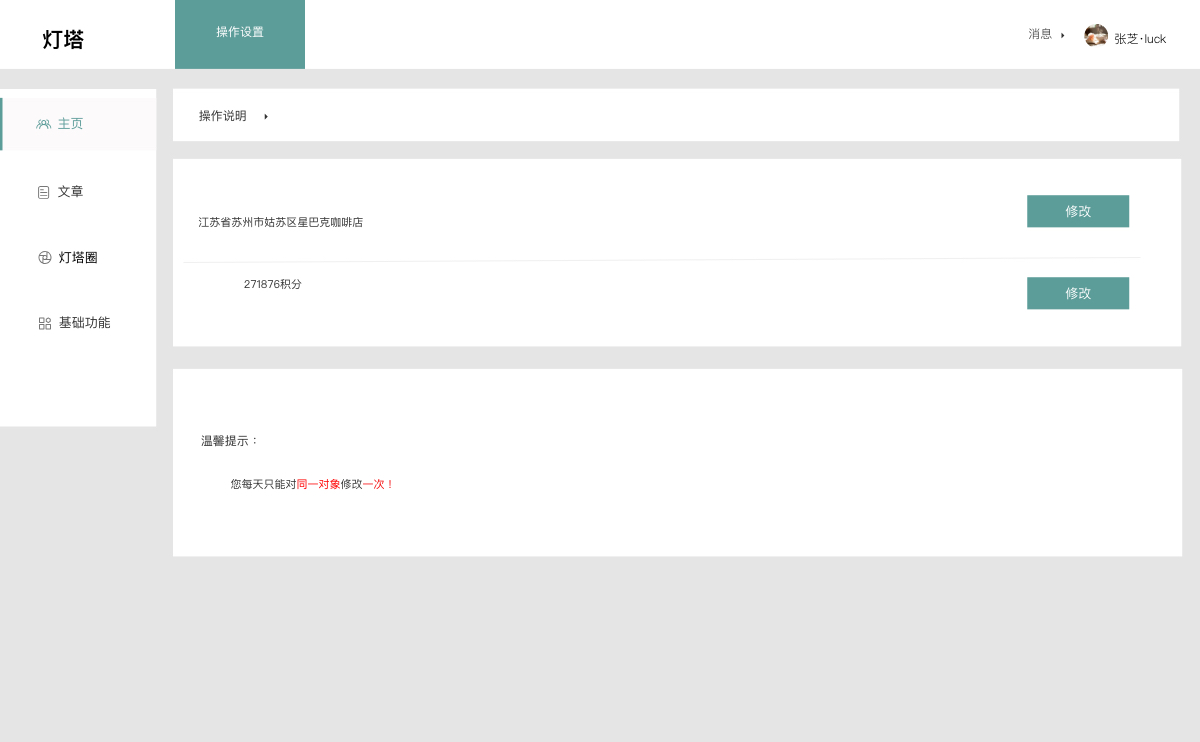 灯塔
操作设置
消息
张芝·luck
主页
文章
灯塔圈
基础功能
操作说明
江苏省苏州市姑苏区星巴克咖啡店
修改
271876积分
修改
温馨提示：
您每天只能对同一对象修改一次！